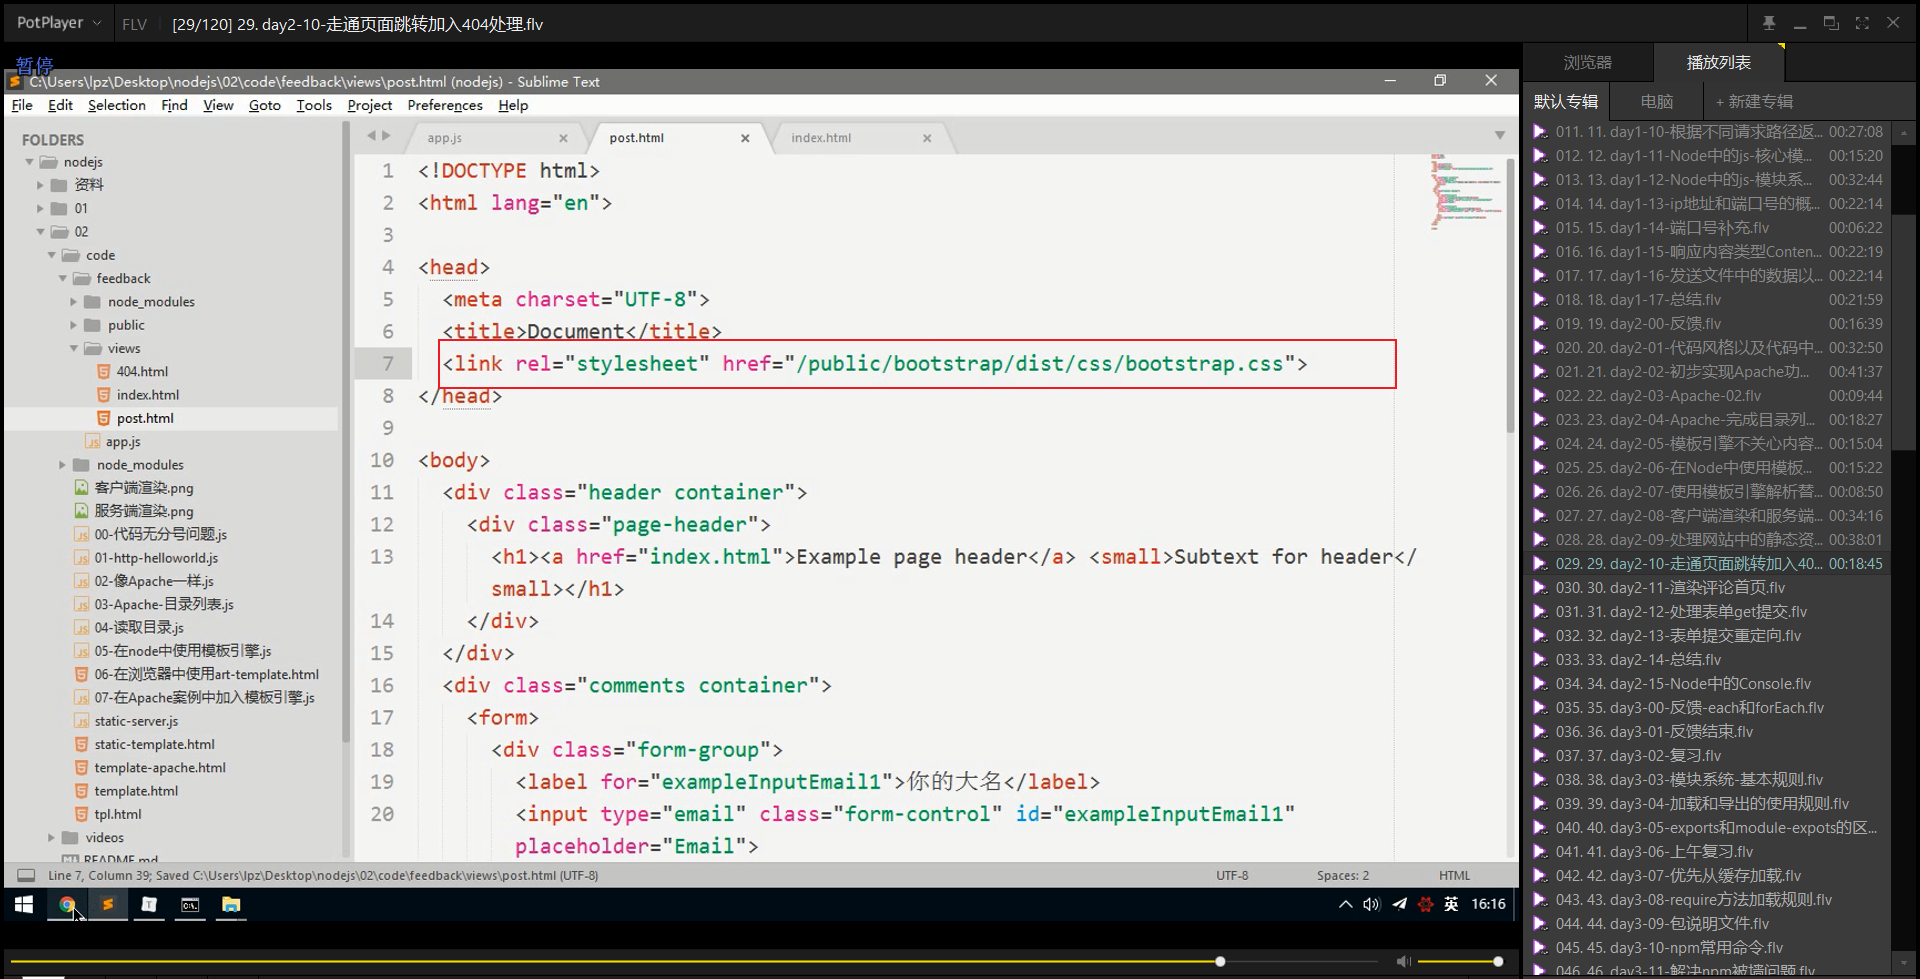 PotPlayer
FLV
[29/120] 29. day2-10-走通页面跳转加入404处理.flv
暂停
C:\Users\lpz\Desktop\nodejs\02\code\feedback\views\post.html (nodejs) - Sublime Text
File Edit Selection Find View Goto Tools Project Preferences Help
FOLDERS
nodejs
资料
01
02
code
feedback
node_modules
public
views
404.html
index.html
post.html
app.js
node_modules
客户端渲染.png
服务端渲染.png
00-代码无分号问题.js
01-http-helloworld.js
02-像Apache一样.js
03-Apache-目录列表.js
04-读取目录.js
05-在node中使用模板引擎.js
06-在浏览器中使用art-template.html
07-在Apache案例中加入模板引擎.js
static-server.js
static-template.html
template-apache.html
template.html
tpl.html
videos
README.md
app.js
post.html
index.html
1 <!DOCTYPE html>
2 <html lang="en">
3
4 <head>
5 <meta charset="UTF-8">
6 <title>Document</title>
7 <link rel="stylesheet" href="/public/bootstrap/dist/css/bootstrap.css">
8 </head>
9
10 <body>
11 <div class="header container">
12 <div class="page-header">
13 <h1><a href="index.html">Example page header</a> <small>Subtext for header</
small></h1>
14 </div>
15 </div>
16 <div class="comments container">
17 <form>
18 <div class="form-group">
19 <label for="exampleInputEmail1">你的大名</label>
20 <input type="email" class="form-control" id="exampleInputEmail1"
placeholder="Email">
Line 7, Column 39; Saved C:\Users\lpz\Desktop\nodejs\02\code\feedback\views\post.html (UTF-8)
UTF-8
Spaces: 2
HTML
英
16:16
浏览器
播放列表
默认专辑
电脑
+ 新建专辑
011. 11. day1-10-根据不同请求路径返... 00:27:08
012. 12. day1-11-Node中的js-核心模... 00:15:20
013. 13. day1-12-Node中的js-模块系... 00:32:44
014. 14. day1-13-ip地址和端口号的概... 00:22:14
015. 15. day1-14-端口号补充.flv 00:06:22
016. 16. day1-15-响应内容类型Conten... 00:22:19
017. 17. day1-16-发送文件中的数据以... 00:22:14
018. 18. day1-17-总结.flv 00:21:59
019. 19. day2-00-反馈.flv 00:16:39
020. 20. day2-01-代码风格以及代码中... 00:32:50
021. 21. day2-02-初步实现Apache功... 00:41:37
022. 22. day2-03-Apache-02.flv 00:09:44
023. 23. day2-04-Apache-完成目录列... 00:18:27
024. 24. day2-05-模板引擎不关心内容... 00:15:04
025. 25. day2-06-在Node中使用模板... 00:15:22
026. 26. day2-07-使用模板引擎解析替... 00:08:50
027. 27. day2-08-客户端渲染和服务端... 00:34:16
028. 28. day2-09-处理网站中的静态资... 00:38:01
029. 29. day2-10-走通页面跳转加入40... 00:18:45
030. 30. day2-11-渲染评论首页.flv
031. 31. day2-12-处理表单get提交.flv
032. 32. day2-13-表单提交重定向.flv
033. 33. day2-14-总结.flv
034. 34. day2-15-Node中的Console.flv
035. 35. day3-00-反馈-each和forEach.flv
036. 36. day3-01-反馈结束.flv
037. 37. day3-02-复习.flv
038. 38. day3-03-模块系统-基本规则.flv
039. 39. day3-04-加载和导出的使用规则.flv
040. 40. day3-05-exports和module-expots的区...
041. 41. day3-06-上午复习.flv
042. 42. day3-07-优先从缓存加载.flv
043. 43. day3-08-require方法加载规则.flv
044. 44. day3-09-包说明文件.flv
045. 45. day3-10-npm常用命令.flv
046. 46. day3-11-解决npm被墙问题.flv